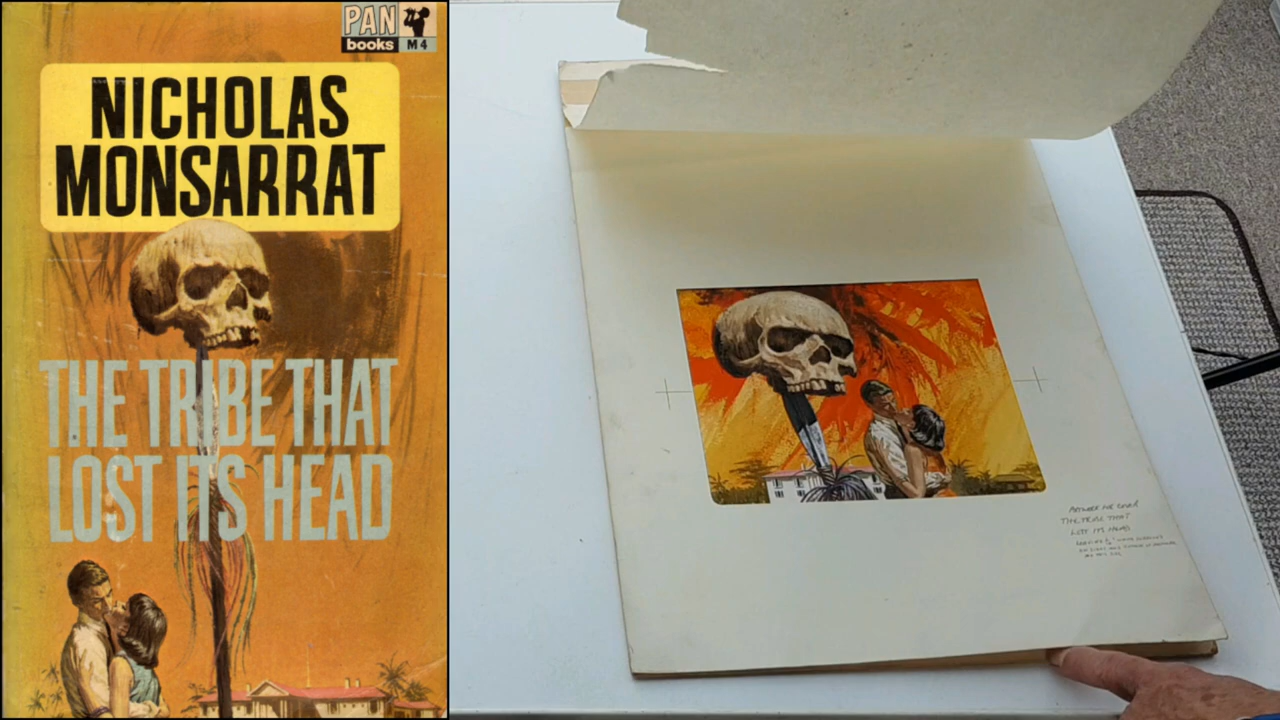 PAN
books M4
NICHOLAS
MONSARRAT
THE TRIBE THAT
LOST ITS HEAD
ARTWORK
COVER
THE TRIBE THAT
LOST ITS HEAD